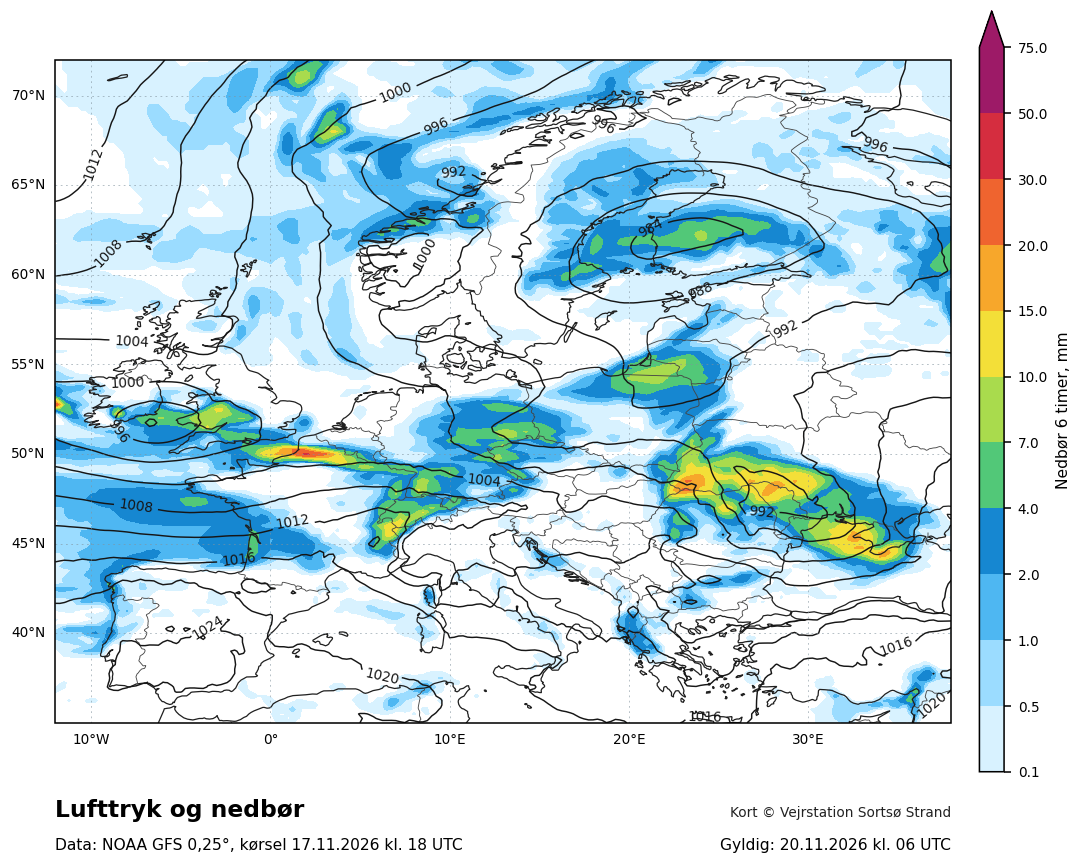 75.0
70°N
1000
50.0
996
996
996
1012
992
65°N
30.0
984
1008
1000
20.0
60°N
988
15.0
992
1004
55°N
10.0
1000
996
7.0
50°N
1004
Nedbør 6 timer, mm
1008
992
4.0
1012
45°N
1016
2.0
1024
40°N
1016
1.0
1020
1020
1016
0.5
10°W
0°
10°E
20°E
30°E
0.1
Lufttryk og nedbør
Kort © Vejrstation Sortsø Strand
Data: NOAA GFS 0,25°, kørsel 17.11.2026 kl. 18 UTC
Gyldig: 20.11.2026 kl. 06 UTC